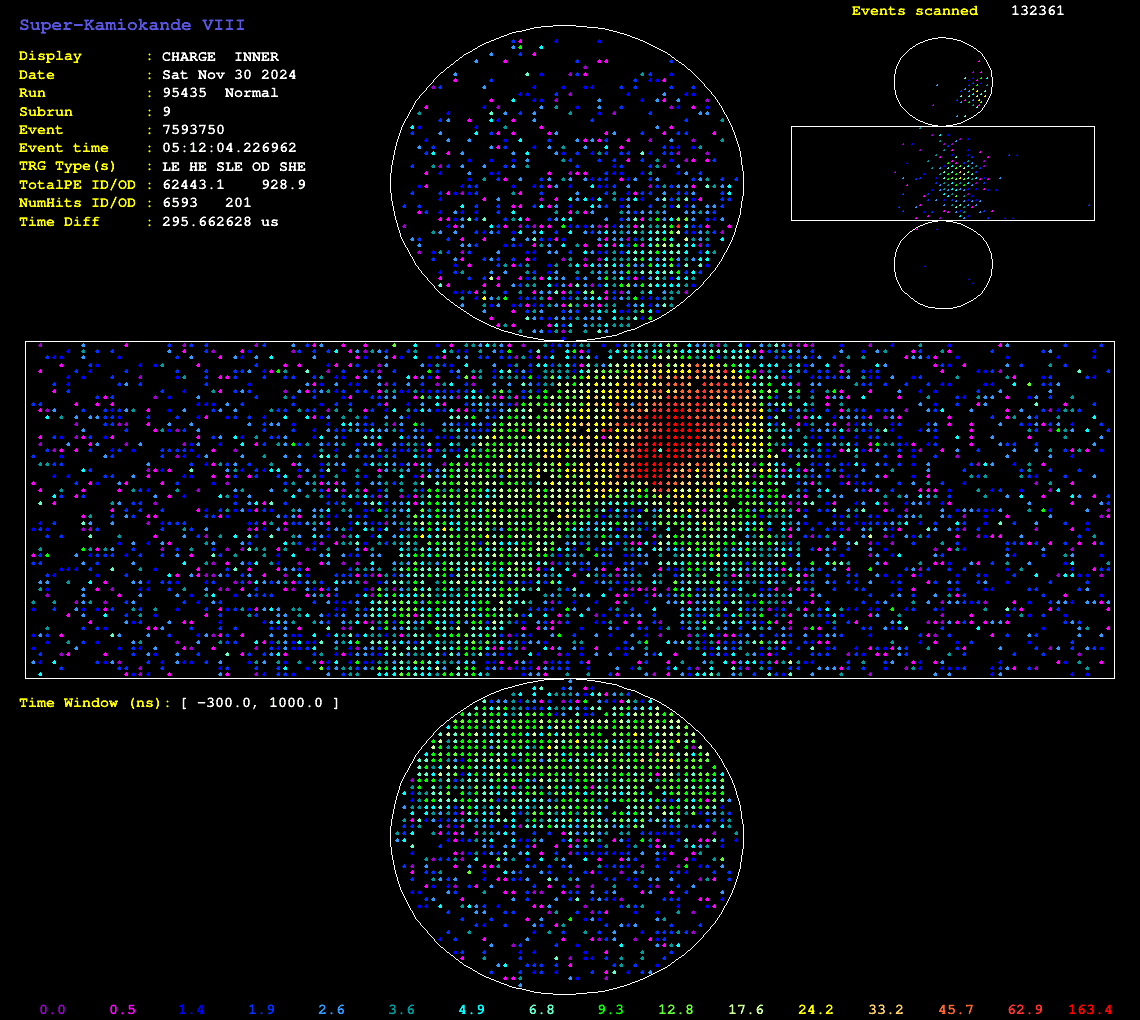 Super-Kamiokande VIII
Events scanned 132361
Display : CHARGE INNER
Date : Sat Nov 30 2024
Run : 95435 Normal
Subrun : 9
Event : 7593750
Event time : 05:12:04.226962
TRG Type(s) : LE HE SLE OD SHE
TotalPE ID/OD : 62443.1 928.9
NumHits ID/OD : 6593 201
Time Diff : 295.662628 us
Time Window (ns): [ -300.0, 1000.0 ]
0.0 0.5 1.4 1.9 2.6 3.6 4.9 6.8 9.3 12.8 17.6 24.2 33.2 45.7 62.9 163.4